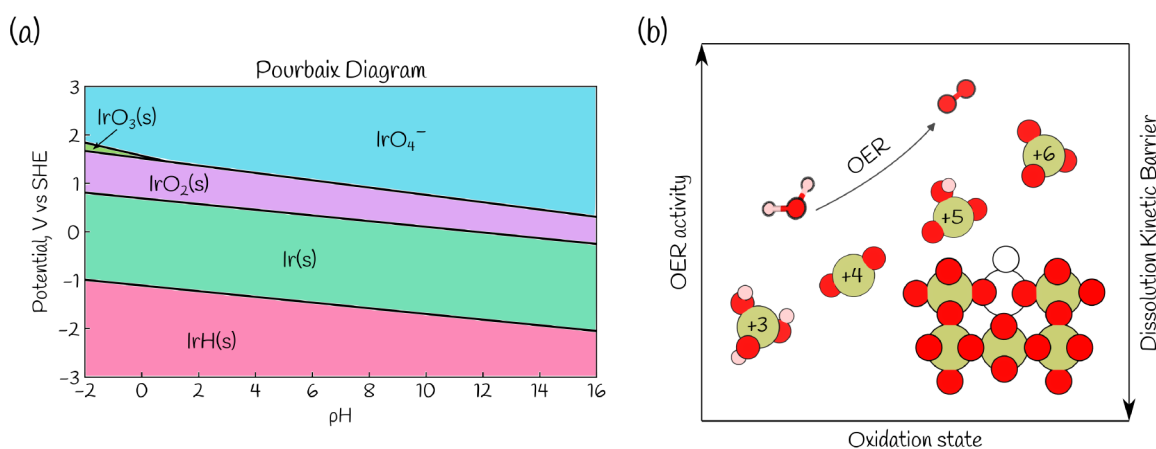 (a)
Pourbaix Diagram
Potential, V vs SHE
3
2
1
0
−1
−2
−3
IrO₃(s)
IrO₄⁻
IrO₂(s)
Ir(s)
IrH(s)
−2 0 2 4 6 8 10 12 14 16
pH
(b)
OER activity
OER
+6
+5
+4
+3
Dissolution Kinetic Barrier
Oxidation state